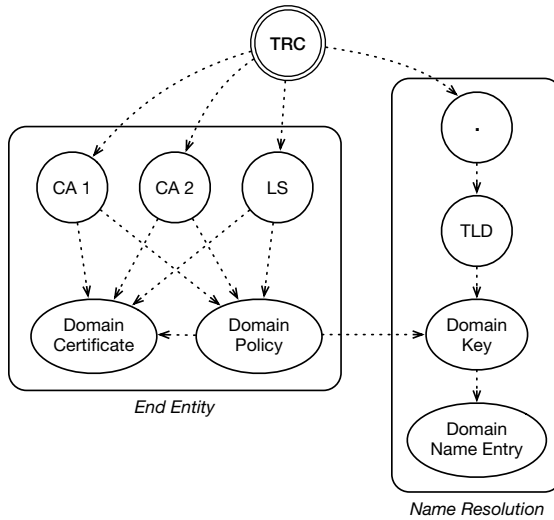 TRC
.
CA 1
CA 2
LS
TLD
Domain
Certificate
Domain
Policy
Domain
Key
End Entity
Domain
Name Entry
Name Resolution